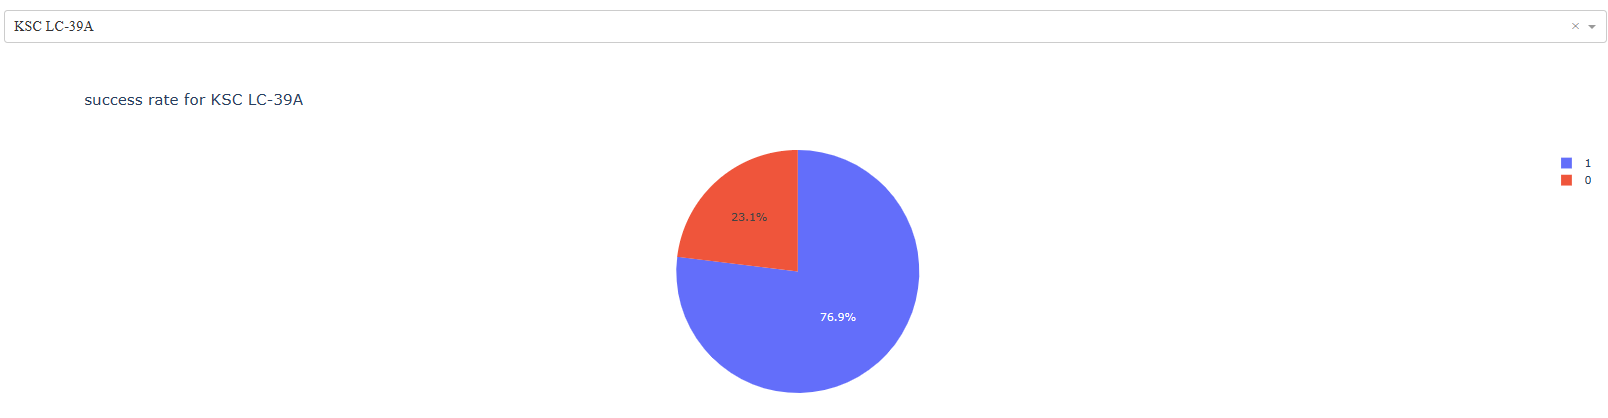 KSC LC-39A
success rate for KSC LC-39A
1
0
23.1%
76.9%